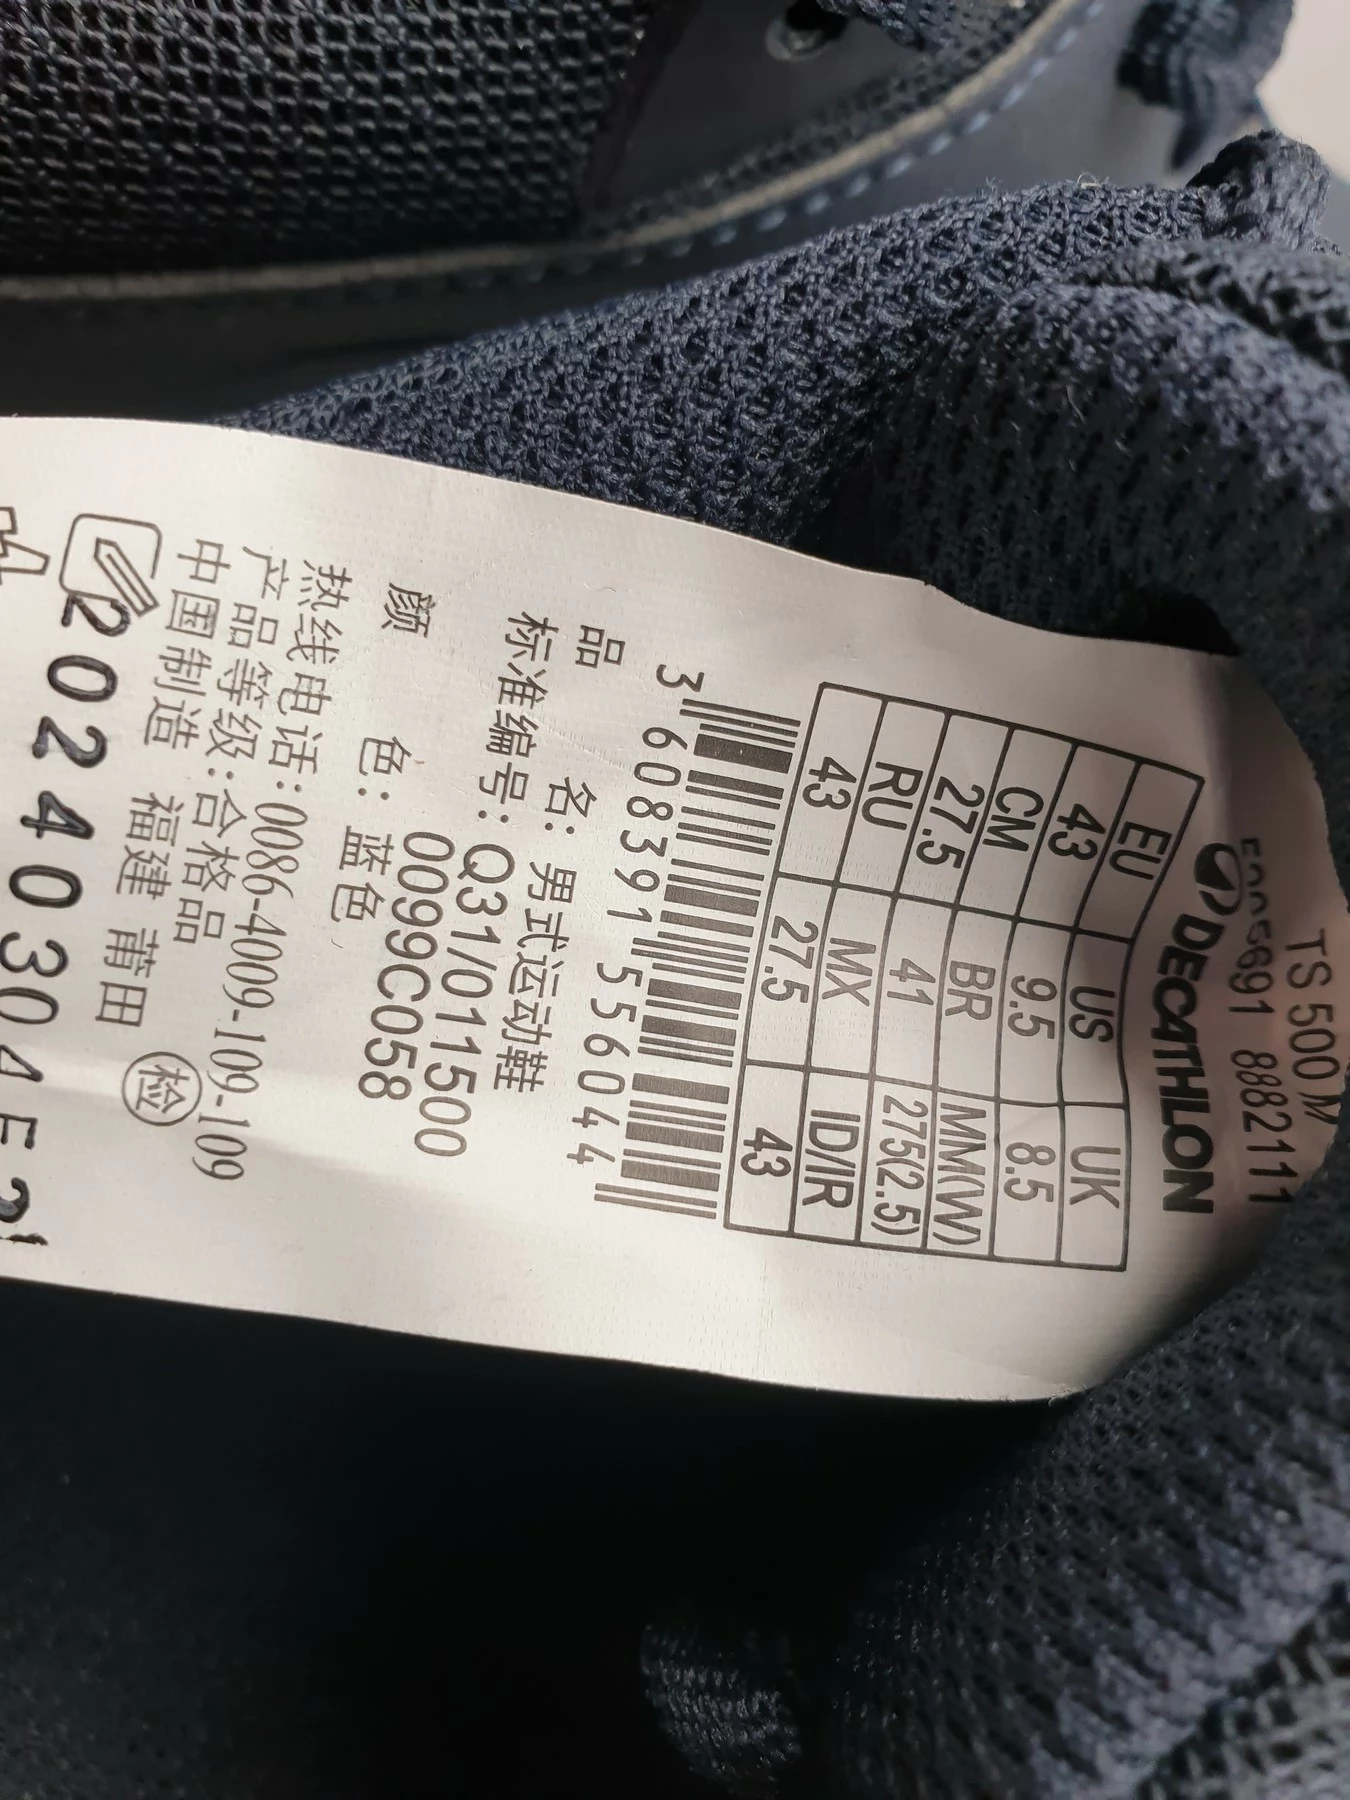 TS 500 M
8882111
DECATHLON
EU US UK
43 9.5 8.5
CM BR MM(W)
27.5 41 275(2.5)
RU MX ID/IR
43 27.5 43
3 608391 556044
品 名: 男式运动鞋
标准编号: Q31/011500
0099C058
颜 色: 蓝色
热线电话: 0086-4009-109-109
产品等级: 合格品
中国制造 福建 莆田 检
2024030